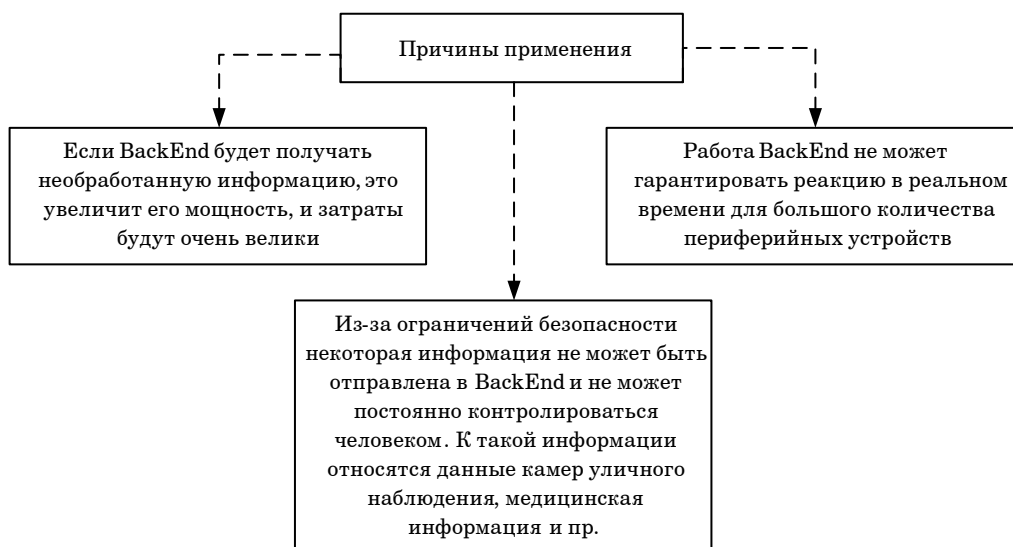 Причины применения
Если BackEnd будет получать
необработанную информацию, это
увеличит его мощность, и затраты
будут очень велики
Работа BackEnd не может
гарантировать реакцию в реальном
времени для большого количества
периферийных устройств
Из-за ограничений безопасности
некоторая информация не может быть
отправлена в BackEnd и не может
постоянно контролироваться
человеком. К такой информации
относятся данные камер уличного
наблюдения, медицинская
информация и пр.